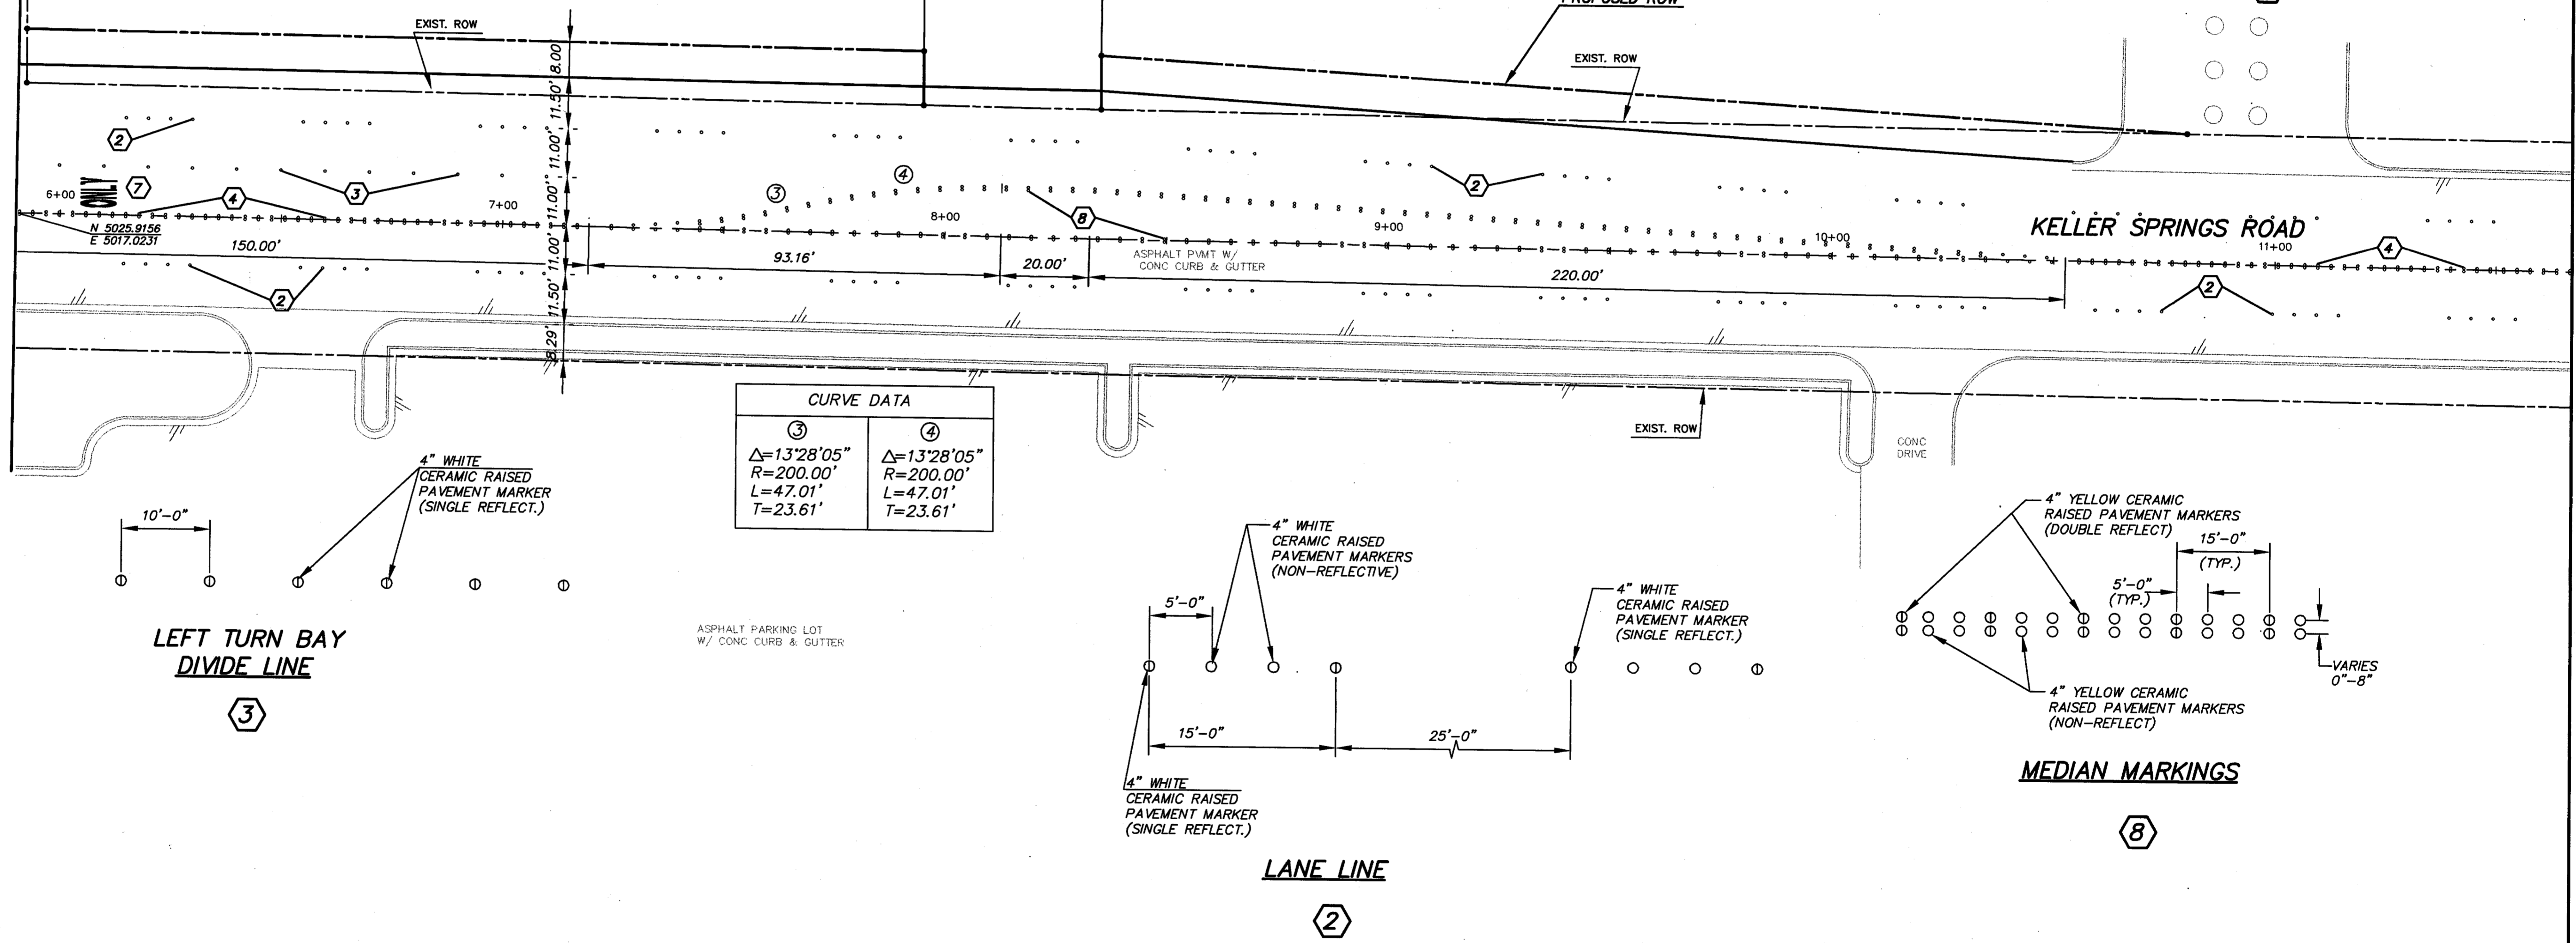 PROPOSED ROW
EXIST. ROW
EXIST. ROW
8.00
11.50'
11.00'
11.00'
11.00'
11.50'
8.29'
2
7
3
4
ONLY
6+00
7+00
8+00
9+00
10+00
11+00
3
4
2
8
4
2
2
KELLER SPRINGS ROAD
N 5025.9156
E 5017.0231
150.00'
93.16'
20.00'
220.00'
ASPHALT PVMT W/
CONC CURB & GUTTER
EXIST. ROW
CONC
DRIVE
CURVE DATA
3
Δ=13°28'05"
R=200.00'
L=47.01'
T=23.61'
4
Δ=13°28'05"
R=200.00'
L=47.01'
T=23.61'
4" WHITE
CERAMIC RAISED
PAVEMENT MARKER
(SINGLE REFLECT.)
10'-0"
LEFT TURN BAY
DIVIDE LINE
3
ASPHALT PARKING LOT
W/ CONC CURB & GUTTER
4" WHITE
CERAMIC RAISED
PAVEMENT MARKERS
(NON-REFLECTIVE)
5'-0"
4" WHITE
CERAMIC RAISED
PAVEMENT MARKER
(SINGLE REFLECT.)
15'-0"
25'-0"
4" WHITE
CERAMIC RAISED
PAVEMENT MARKER
(SINGLE REFLECT.)
LANE LINE
2
4" YELLOW CERAMIC
RAISED PAVEMENT MARKERS
(DOUBLE REFLECT)
15'-0"
(TYP.)
5'-0"
(TYP.)
VARIES
0"-8"
4" YELLOW CERAMIC
RAISED PAVEMENT MARKERS
(NON-REFLECT)
MEDIAN MARKINGS
8